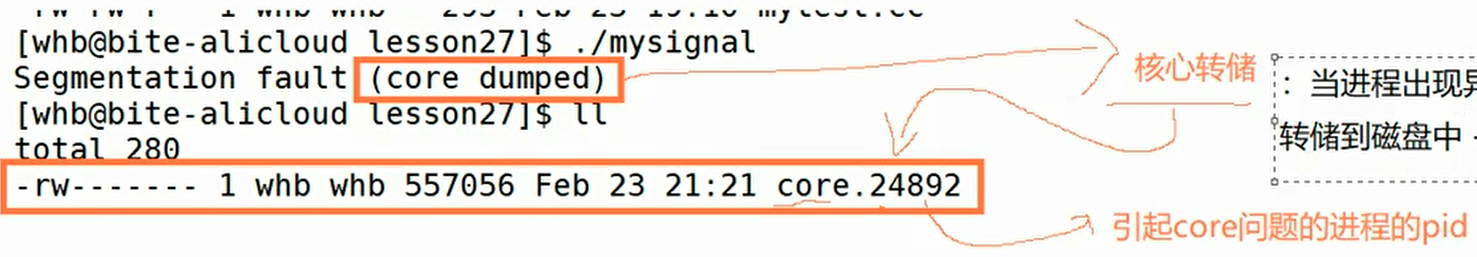 -rw-rw-r-- 1 whb whb 293 Feb 23 19:10 mytest.cc
[whb@bite-alicloud lesson27]$ ./mysignal
Segmentation fault (core dumped)
核心转储
：当进程出现异
[whb@bite-alicloud lesson27]$ ll
转储到磁盘中
total 280
-rw------- 1 whb whb 557056 Feb 23 21:21 core.24892
引起core问题的进程的pid